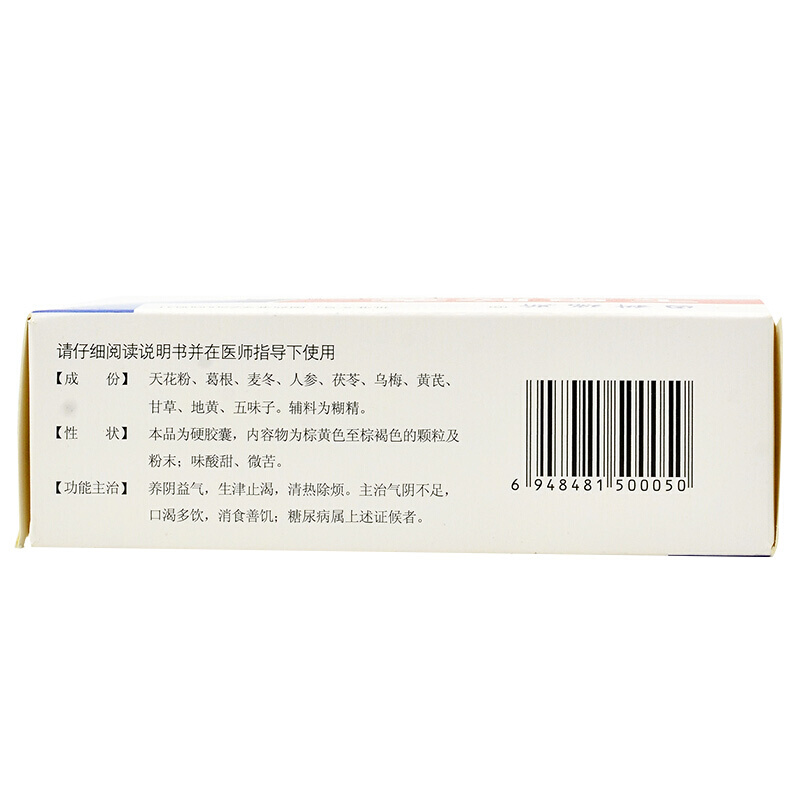 请仔细阅读说明书并在医师指导下使用
【成　份】 天花粉、葛根、麦冬、人参、茯苓、乌梅、黄芪、
甘草、地黄、五味子。辅料为糊精。
【性　状】 本品为硬胶囊，内容物为棕黄色至棕褐色的颗粒及
粉末；味酸甜、微苦。
【功能主治】 养阴益气，生津止渴，清热除烦。主治气阴不足，
口渴多饮，消食善饥；糖尿病属上述证候者。
6 948481 500050